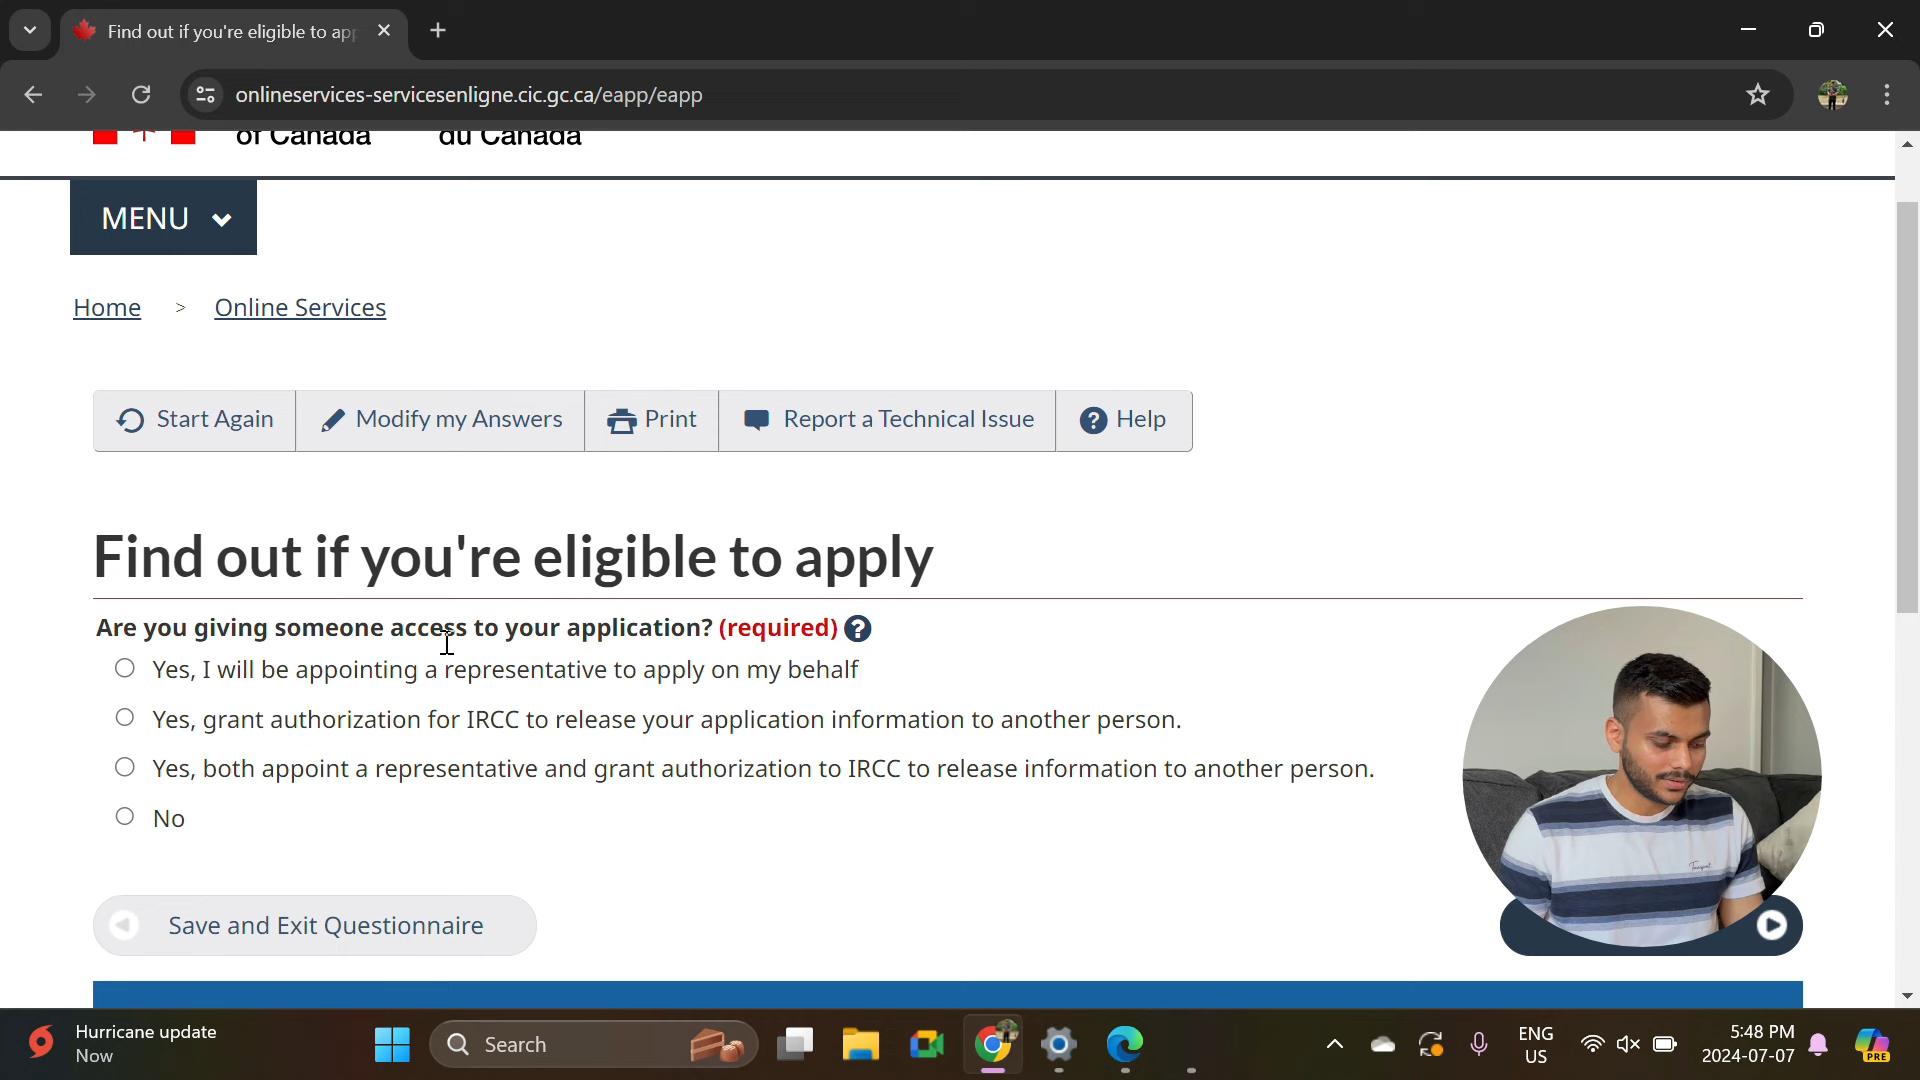 Find out if you're eligible to app
onlineservices-servicesenligne.cic.gc.ca/eapp/eapp
of Canada
du Canada
MENU
Home > Online Services
Start Again
Modify my Answers
Print
Report a Technical Issue
? Help
Find out if you're eligible to apply
Are you giving someone access to your application? (required) ?
Yes, I will be appointing a representative to apply on my behalf
Yes, grant authorization for IRCC to release your application information to another person.
Yes, both appoint a representative and grant authorization to IRCC to release information to another person.
No
Save and Exit Questionnaire
Hurricane update
Now
Search
ENG
US
5:48 PM
2024-07-07
PRE